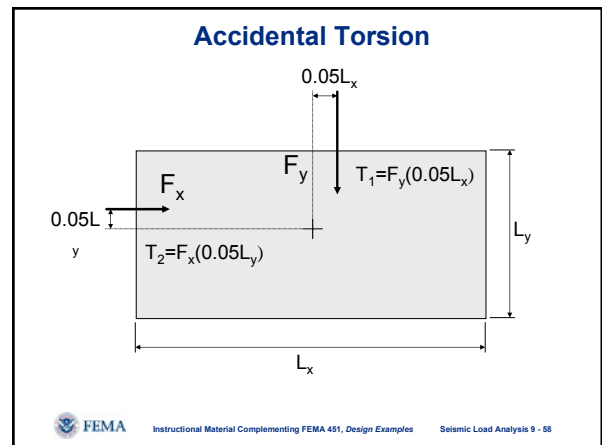 Accidental Torsion
0.05Lx
Fy
T1=Fy(0.05Lx)
Fx
0.05L
y
T2=Fx(0.05Ly)
Ly
Lx
FEMA Instructional Material Complementing FEMA 451, Design Examples Seismic Load Analysis 9 - 58